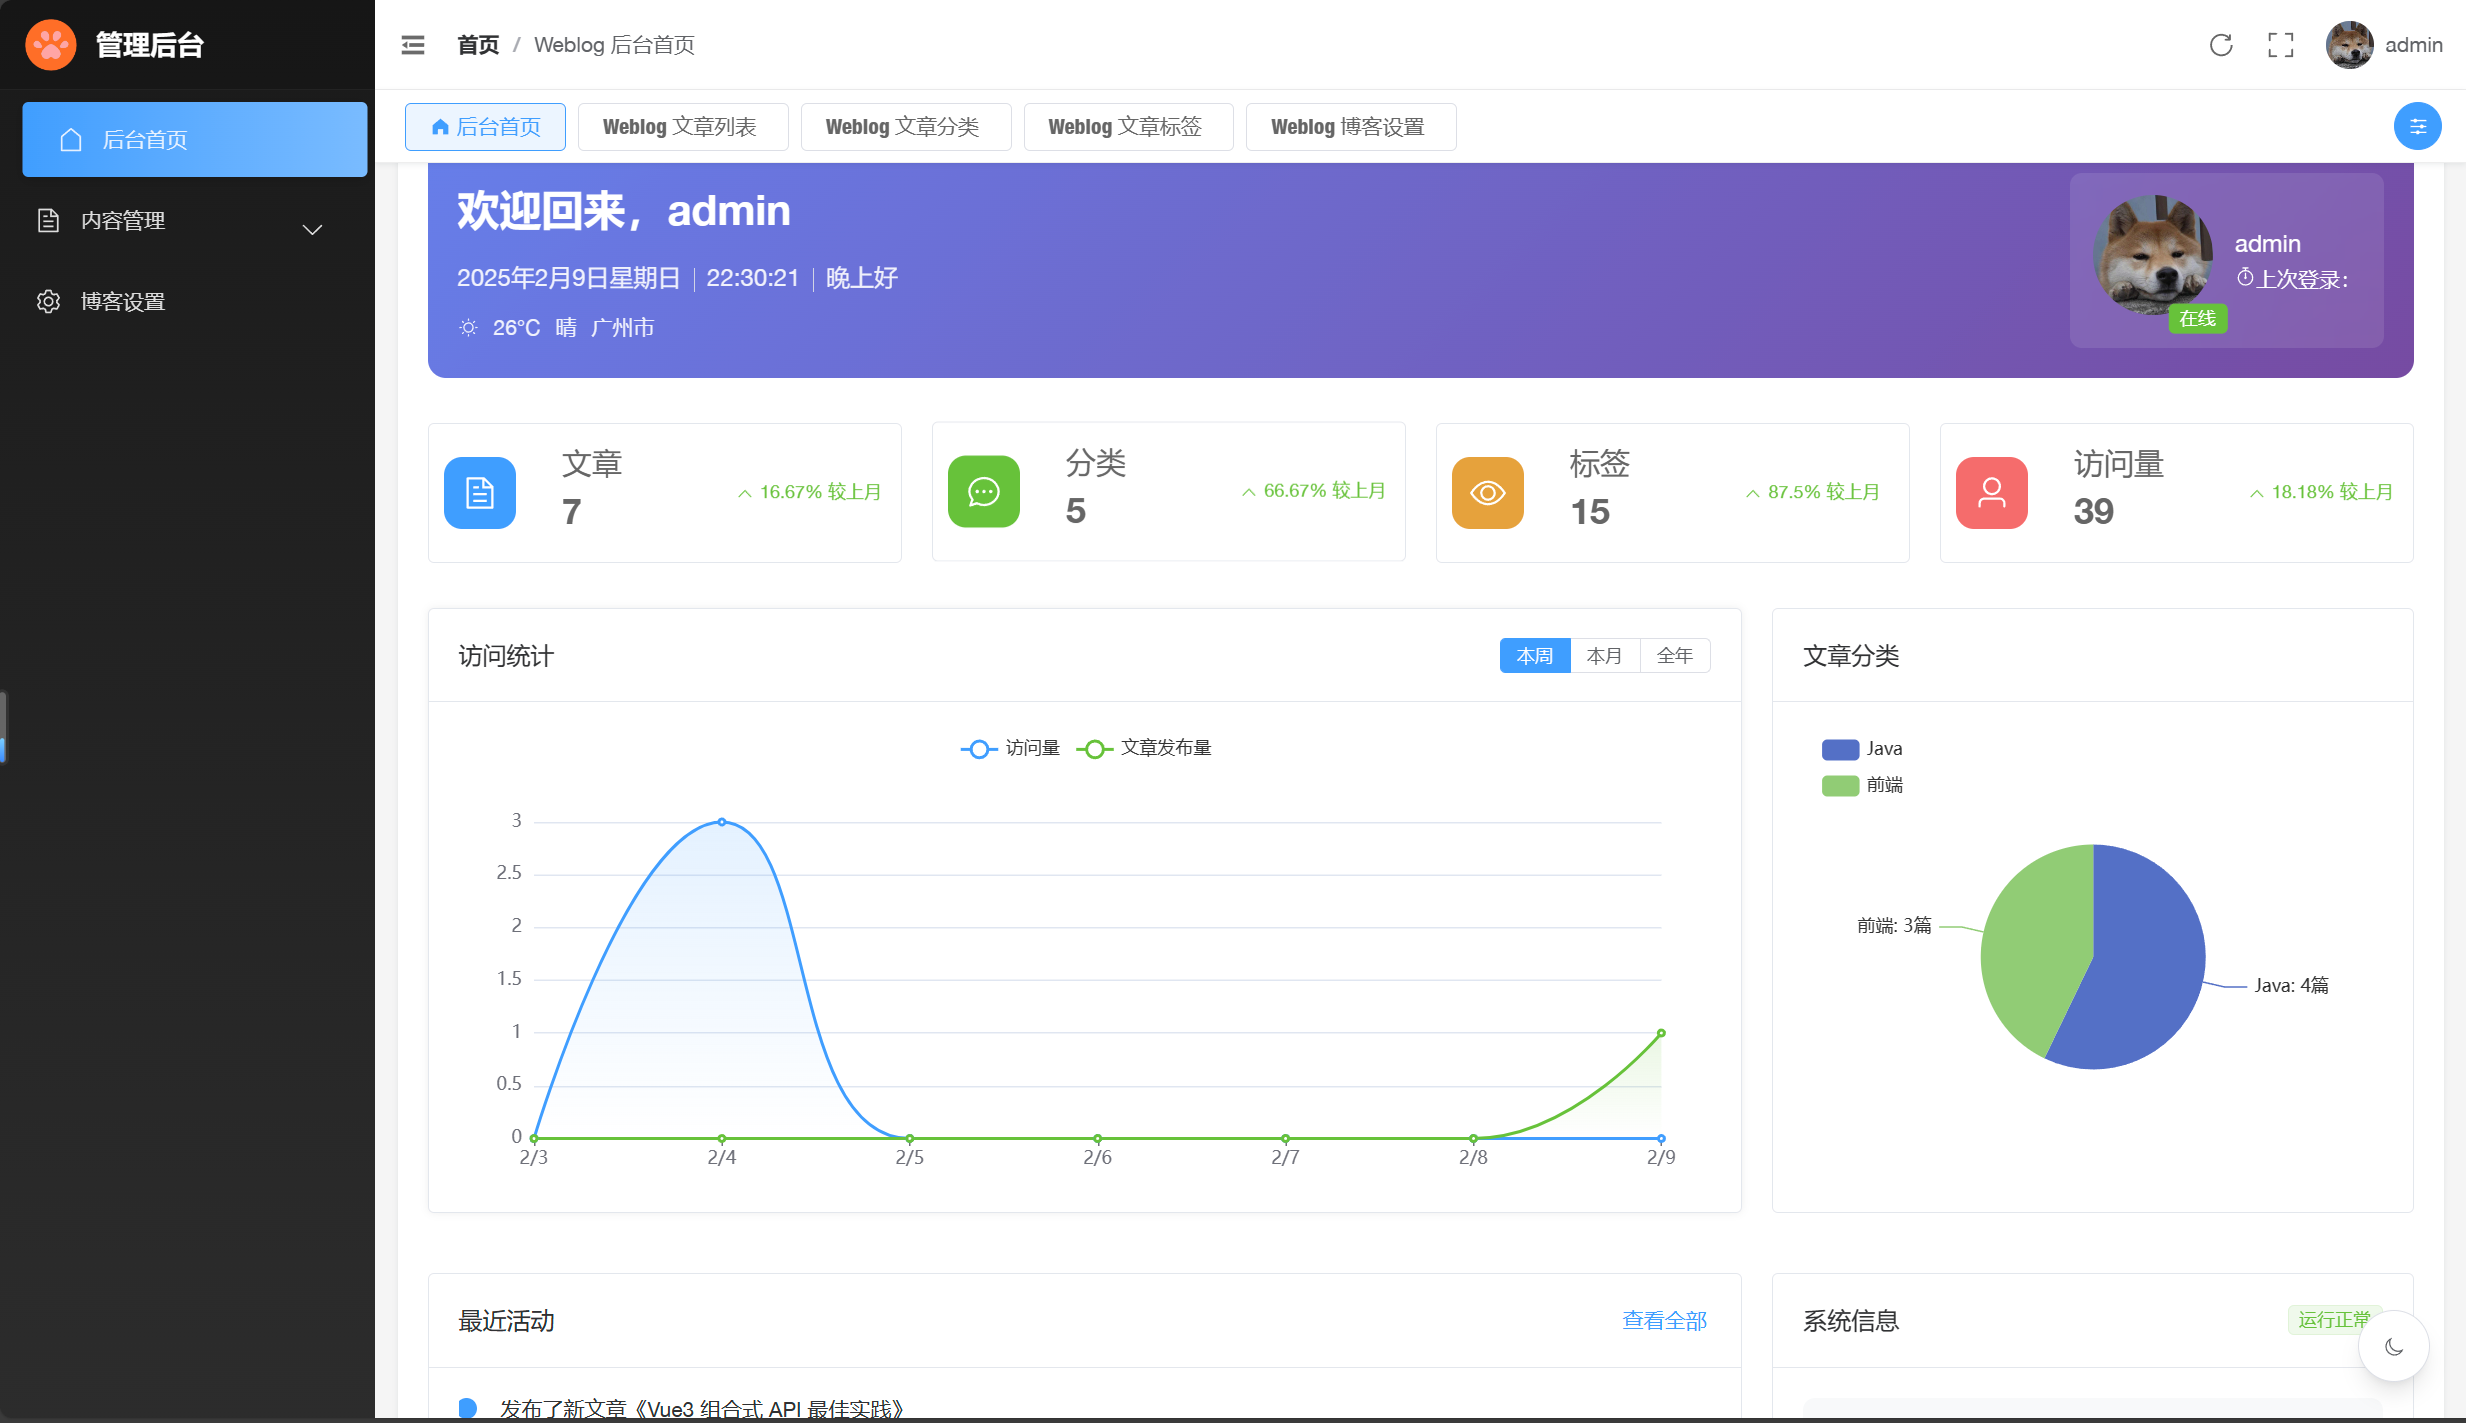 管理后台
首页 / Weblog 后台首页
admin
后台首页
内容管理
博客设置
后台首页
Weblog 文章列表
Weblog 文章分类
Weblog 文章标签
Weblog 博客设置
欢迎回来，admin
2025年2月9日星期日
22:30:21
晚上好
26°C 晴 广州市
admin
上次登录：
在线
文章
7
16.67% 较上月
分类
5
66.67% 较上月
标签
15
87.5% 较上月
访问量
39
18.18% 较上月
访问统计
本周
本月
全年
访问量
文章发布量
3
2.5
2
1.5
1
0.5
0
2/3
2/4
2/5
2/6
2/7
2/8
2/9
文章分类
Java
前端
前端: 3篇
Java: 4篇
最近活动
查看全部
发布了新文章《Vue3 组合式 API 最佳实践》
系统信息
运行正常